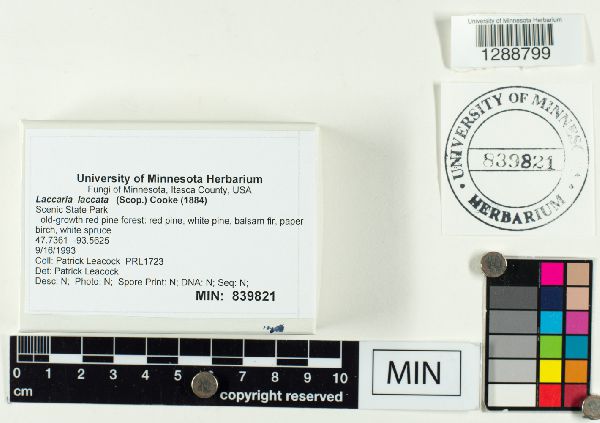 University of Minnesota Herbarium
1288799
UNIVERSITY OF MINNESO
839821
HERBARIUM
University of Minnesota Herbarium
Fungi of Minnesota, Itasca County, USA
Laccaria laccata (Scop.) Cooke (1884)
Scenic State Park
old-growth red pine forest: red pine, white pine, balsam fir, paper
birch, white spruce
47.7361 -93.5625
9/16/1993
Coll: Patrick Leacock PRL1723
Det: Patrick Leacock
Desc: N, Photo: N; Spore Print: N; DNA: N; Seq: N;
MIN: 839821
0 1 2 3 4 5 6 7 8 9 10
cm
copyright reserved
MIN